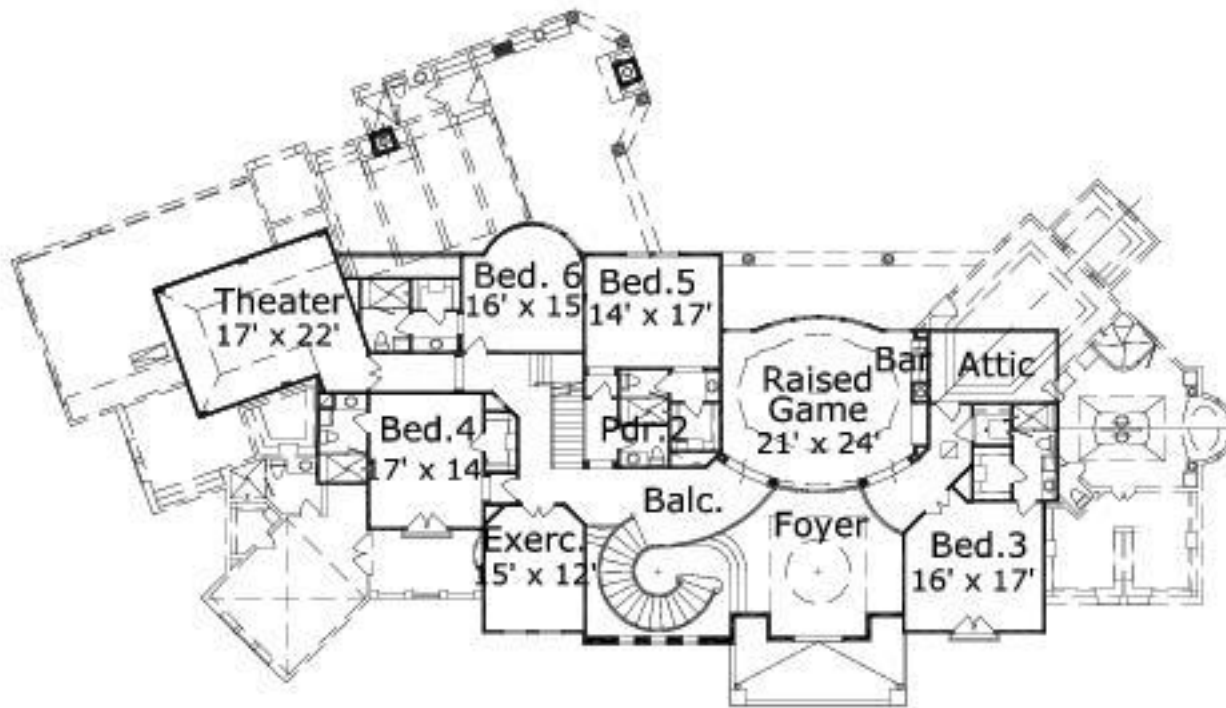 Theater
17' x 22'
Bed. 6
16' x 15'
Bed.5
14' x 17'
Bar
Attic
Raised
Game
21' x 24'
Bed.4
17' x 14
Pdr.2
Balc.
Foyer
Exerc.
15' x 12'
Bed.3
16' x 17'